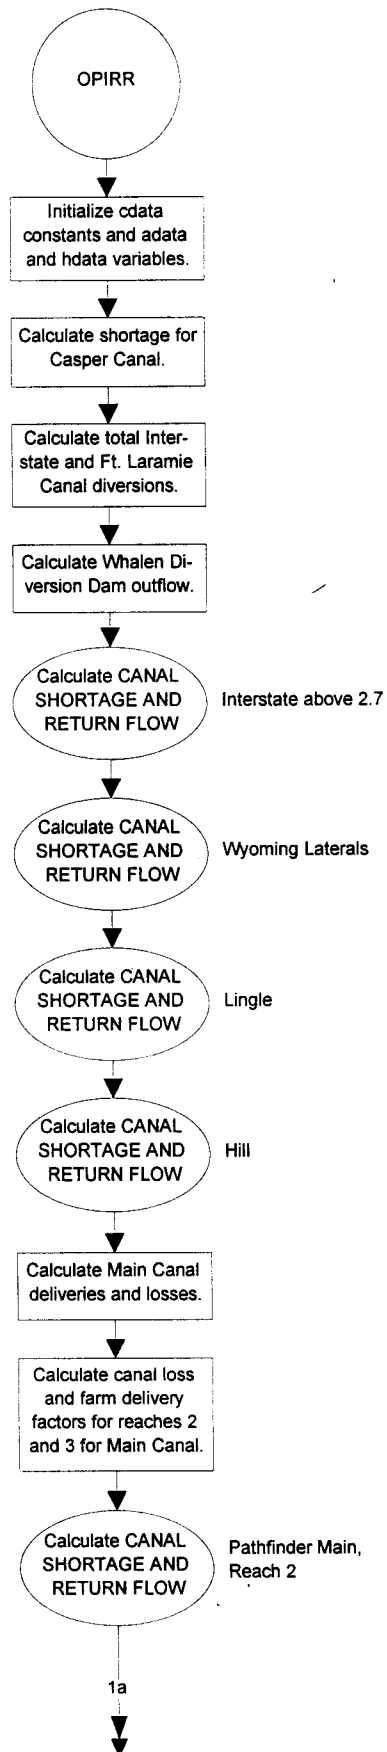 OPIRR
Initialize cdata
constants and adata
and hdata variables.
Calculate shortage for
Casper Canal.
Calculate total Inter-
state and Ft. Laramie
Canal diversions.
Calculate Whalen Di-
version Dam outflow.
Calculate CANAL
SHORTAGE AND
RETURN FLOW
Interstate above 2.7
Calculate CANAL
SHORTAGE AND
RETURN FLOW
Wyoming Laterals
Calculate CANAL
SHORTAGE AND
RETURN FLOW
Lingle
Calculate CANAL
SHORTAGE AND
RETURN FLOW
Hill
Calculate Main Canal
deliveries and losses.
Calculate canal loss
and farm delivery
factors for reaches 2
and 3 for Main Canal.
Calculate CANAL
SHORTAGE AND
RETURN FLOW
Pathfinder Main,
Reach 2
1a